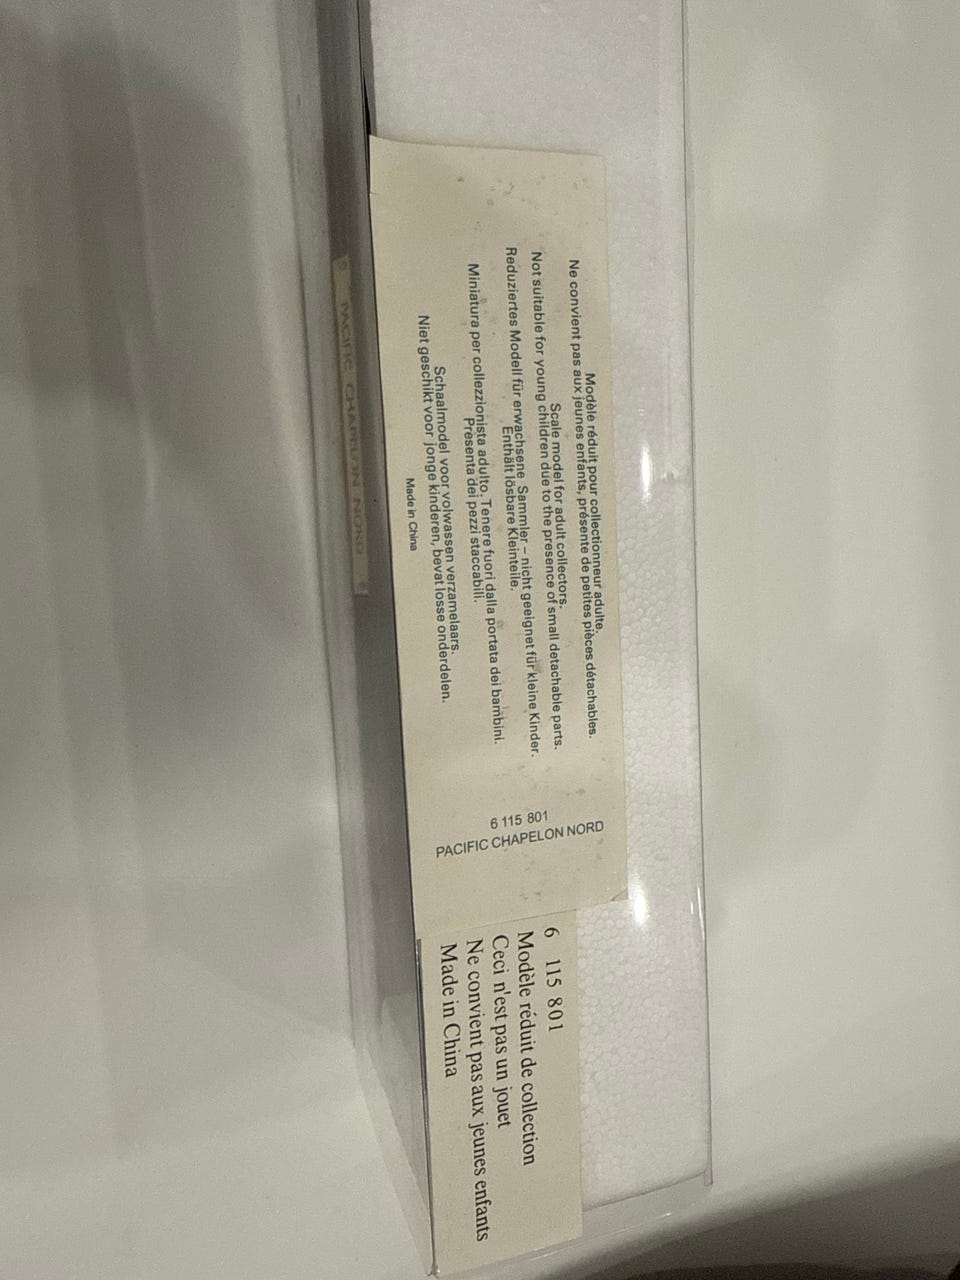 Modèle réduit pour collectionneur adulte.
Ne convient pas aux jeunes enfants, présente de petites pièces détachables.
Scale model for adult collectors.
Not suitable for young children due to the presence of small detachable parts.
Reduziertes Modell für erwachsene Sammler – nicht geeignet für kleine Kinder.
Enthält lösbare Kleinteile.
Miniatura per collezzionista adulto. Tenere fuori dalla portata dei bambini.
Presenta dei pezzi staccabili.
Schaalmodel voor volwassen verzamelaars.
Niet geschikt voor jonge kinderen, bevat losse onderdelen.
Made in China
6 115 801
PACIFIC CHAPELON NORD
6 115 801
Modèle réduit de collection
Ceci n'est pas un jouet
Ne convient pas aux jeunes enfants
Made in China
PACIFIC CHAPELON NORD